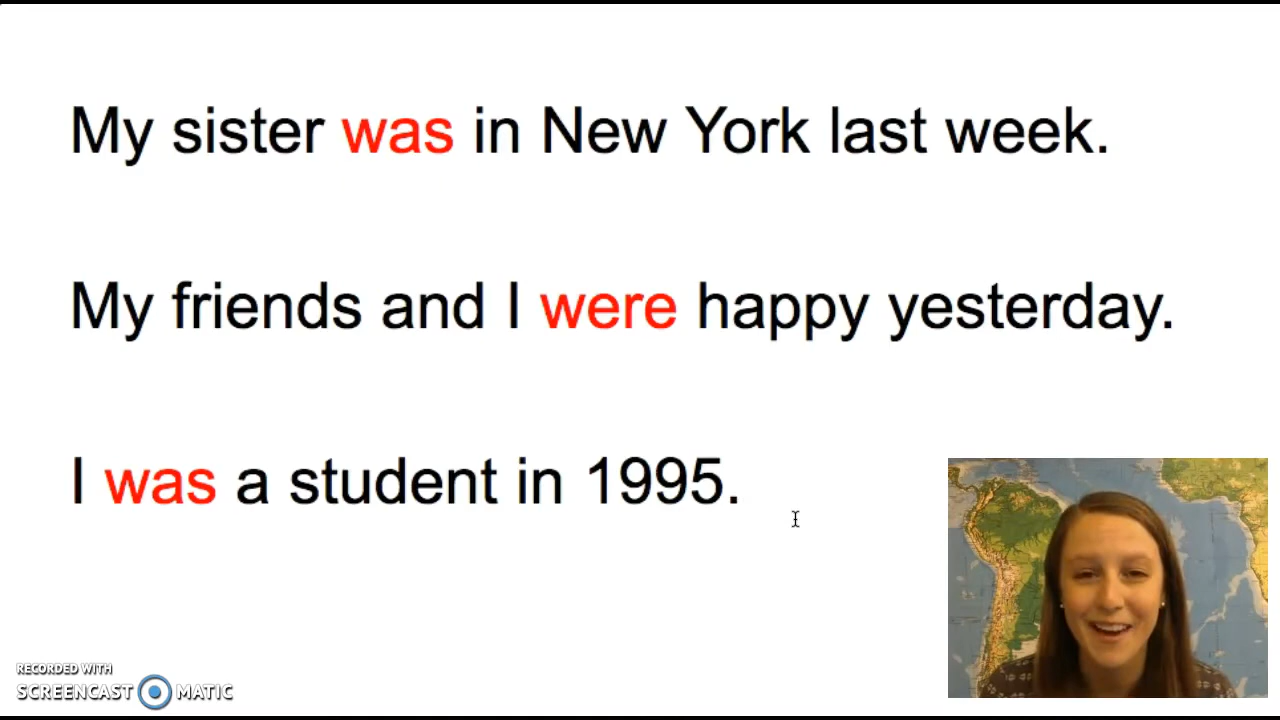 My sister was in New York last week.
My friends and I were happy yesterday.
I was a student in 1995.
RECORDED WITH
SCREENCAST MATIC